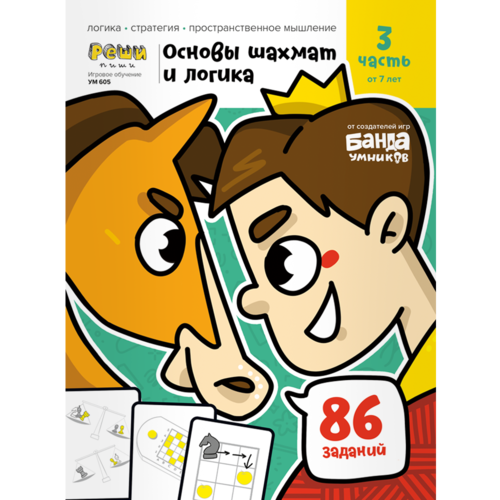 логика • стратегия • пространственное мышление
Реши
пиши
Игровое обучение
УМ 605
Основы шахмат
и логика
3
часть
от 7 лет
от создателей игр
БАНДА
УМНИКОВ
86
заданий